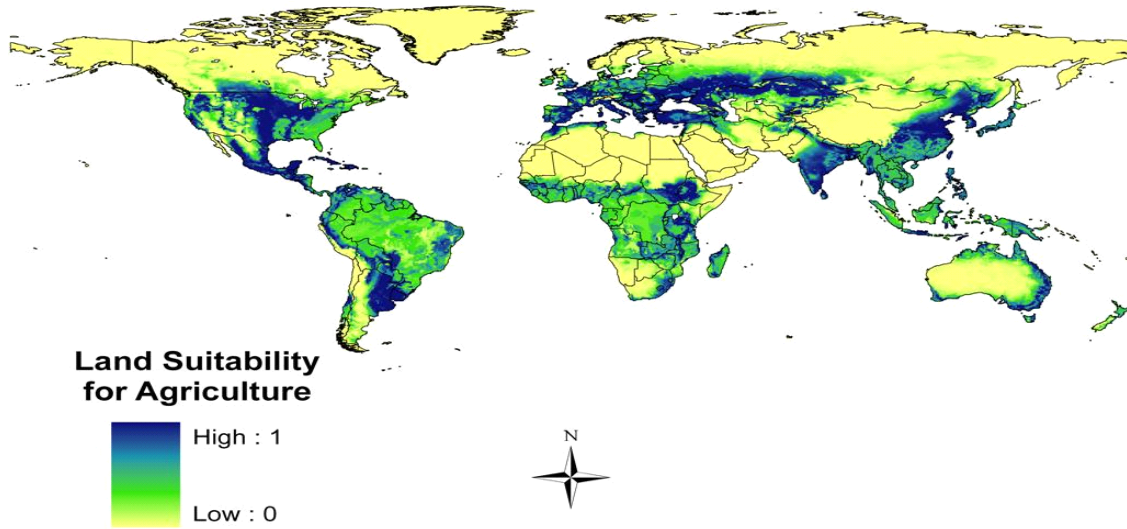 Land Suitability
for Agriculture
High : 1
Low : 0
N